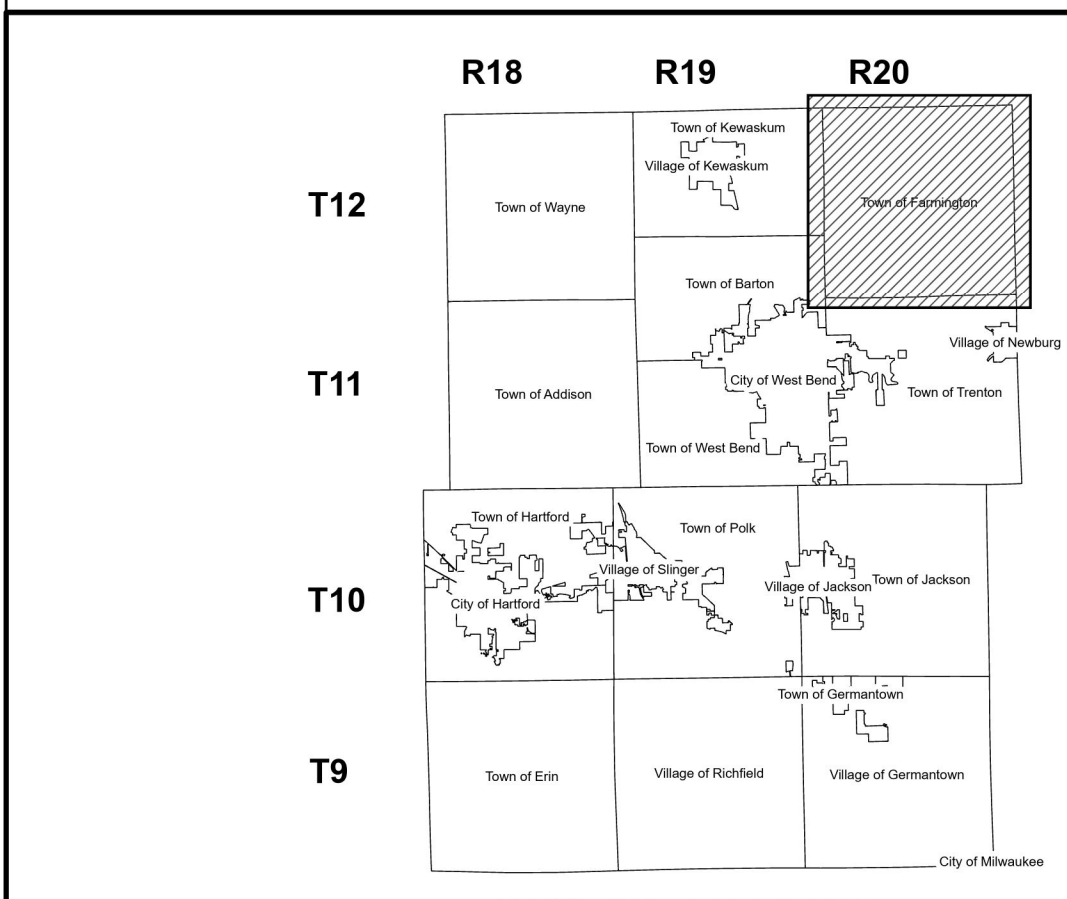 R18
R19
R20
T12
Town of Kewaskum
Village of Kewaskum
Town of Wayne
Town of Farmington
Town of Barton
Village of Newburg
T11
City of West Bend
Town of Addison
Town of Trenton
Town of West Bend
Town of Hartford
Town of Polk
Village of Slinger
Town of Jackson
Village of Jackson
T10
City of Hartford
Town of Germantown
T9
Town of Erin
Village of Richfield
Village of Germantown
City of Milwaukee